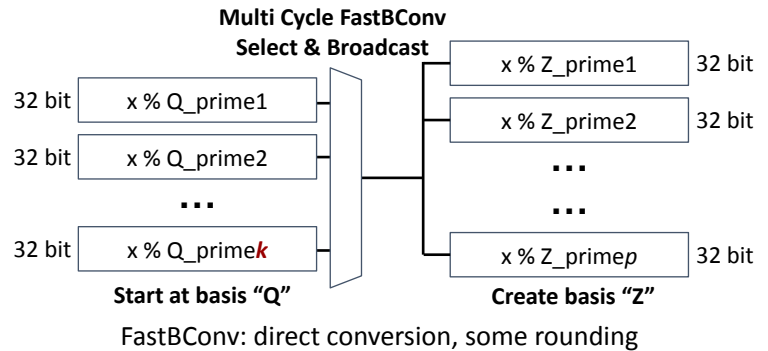 Multi Cycle FastBConv
Select & Broadcast
32 bit
x % Q_prime1
32 bit
x % Q_prime2
...
32 bit
x % Q_primek
Start at basis “Q”
x % Z_prime1
32 bit
x % Z_prime2
32 bit
...
...
x % Z_primep
32 bit
Create basis “Z”
FastBConv: direct conversion, some rounding